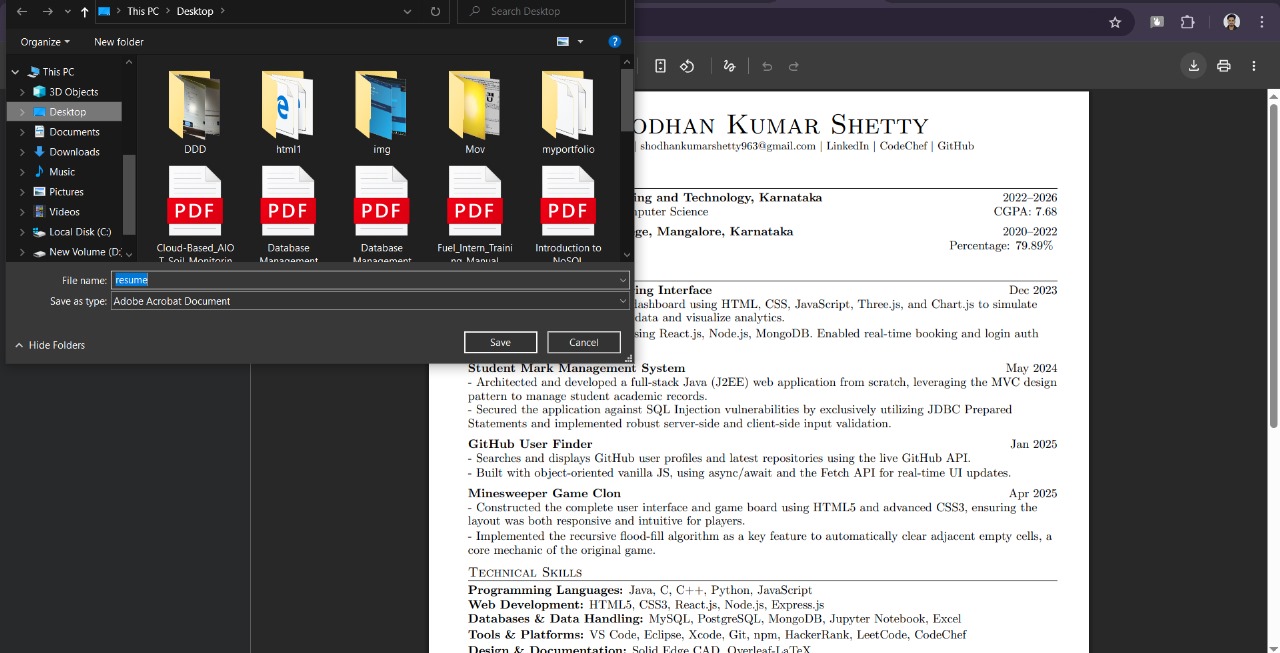 This PC
Desktop
Search Desktop
Organize
New folder
This PC
3D Objects
Desktop
Documents
Downloads
Music
Pictures
Videos
Local Disk (C:)
New Volume (D:
DDD
html1
img
Mov
myportfolio
PDF
PDF
PDF
PDF
PDF
Cloud-Based_AIO
T_Soil_Monitorin
Database
Management
Database
Management
Fuel_Intern_Traini
ng_Manual
Introduction to
NoSQL
File name: resume
Save as type: Adobe Acrobat Document
Hide Folders
Save
Cancel
ODHAN KUMAR SHETTY
| shodhankumarshetty963@gmail.com | LinkedIn | CodeChef | GitHub
ing and Technology, Karnataka 2022–2026
puter Science CGPA: 7.68
ge, Mangalore, Karnataka 2020–2022
Percentage: 79.89%
ing Interface Dec 2023
dashboard using HTML, CSS, JavaScript, Three.js, and Chart.js to simulate
data and visualize analytics.
sing React.js, Node.js, MongoDB. Enabled real-time booking and login auth
Student Mark Management System May 2024
- Architected and developed a full-stack Java (J2EE) web application from scratch, leveraging the MVC design
pattern to manage student academic records.
- Secured the application against SQL Injection vulnerabilities by exclusively utilizing JDBC Prepared
Statements and implemented robust server-side and client-side input validation.
GitHub User Finder Jan 2025
- Searches and displays GitHub user profiles and latest repositories using the live GitHub API.
- Built with object-oriented vanilla JS, using async/await and the Fetch API for real-time UI updates.
Minesweeper Game Clon Apr 2025
- Constructed the complete user interface and game board using HTML5 and advanced CSS3, ensuring the
layout was both responsive and intuitive for players.
- Implemented the recursive flood-fill algorithm as a key feature to automatically clear adjacent empty cells, a
core mechanic of the original game.
TECHNICAL SKILLS
Programming Languages: Java, C, C++, Python, JavaScript
Web Development: HTML5, CSS3, React.js, Node.js, Express.js
Databases & Data Handling: MySQL, PostgreSQL, MongoDB, Jupyter Notebook, Excel
Tools & Platforms: VS Code, Eclipse, Xcode, Git, npm, HackerRank, LeetCode, CodeChef
Design & Documentation: Solid Edge CAD, Overleaf-LaTeX